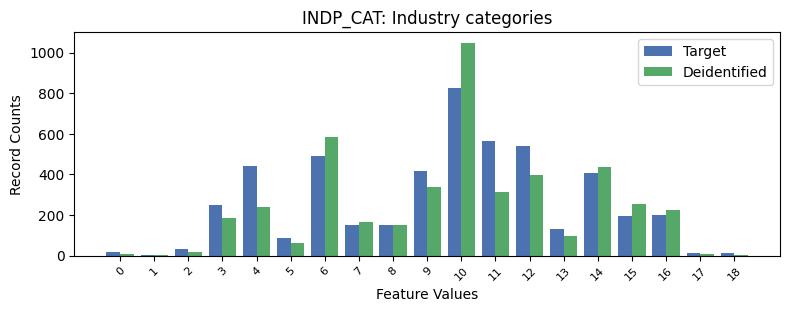 INDP_CAT: Industry categories
Target
Deidentified
Record Counts
1000
800
600
400
200
0
0 1 2 3 4 5 6 7 8 9 10 11 12 13 14 15 16 17 18
Feature Values